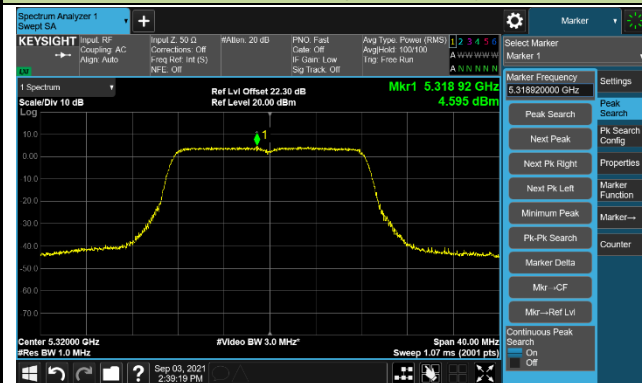 Spectrum Analyzer 1
Swept SA
Marker
KEYSIGHT
Input: RF
Coupling: AC
Align: Auto
Input Z: 50 Ω
Corrections: Off
Freq Ref: Int (S)
NFE: Off
#Atten: 20 dB
PNO: Fast
Gate: Off
IF Gain: Low
Sig Track: Off
Avg Type: Power (RMS)
Avg|Hold: 100/100
Trig: Free Run
1 2 3 4 5 6
A W W W W W
A N N N N N
Select Marker
Marker 1
1 Spectrum
Scale/Div 10 dB
Log
Ref Lvl Offset 22.30 dB
Ref Level 20.00 dBm
Mkr1 5.318 92 GHz
4.595 dBm
1
10.0
0.00
-10.0
-20.0
-30.0
-40.0
-50.0
-60.0
-70.0
Center 5.32000 GHz
#Res BW 1.0 MHz
#Video BW 3.0 MHz*
Span 40.00 MHz
Sweep 1.07 ms (2001 pts)
Marker Frequency
5.318920000 GHz
Peak Search
Next Peak
Next Pk Right
Next Pk Left
Minimum Peak
Pk-Pk Search
Marker Delta
Mkr→CF
Mkr→Ref Lvl
Continuous Peak
Search
On
Off
Settings
Peak
Search
Pk Search
Config
Properties
Marker
Function
Marker→
Counter
Sep 03, 2021
2:39:19 PM